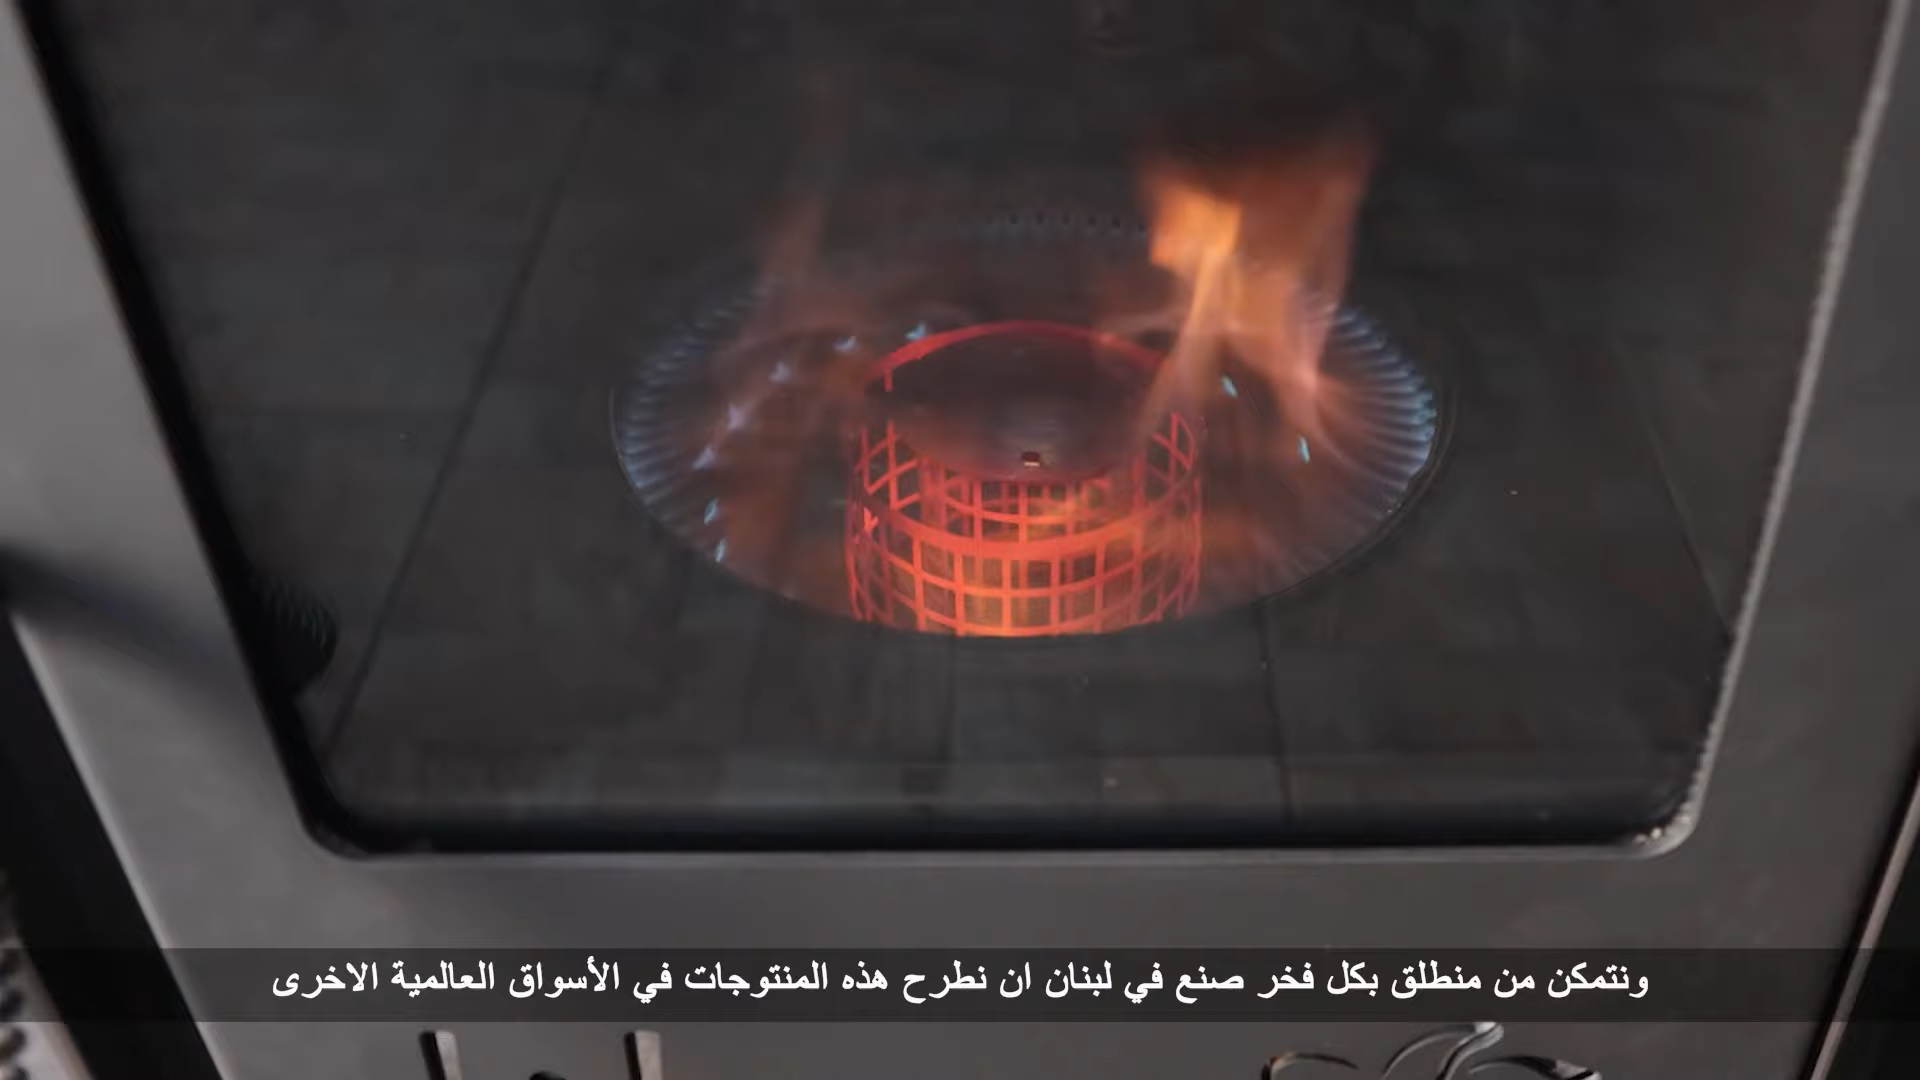 ونتمكن من منطلق بكل فخر صنع في لبنان ان نطرح هذه المنتوجات في الأسواق العالمية الاخرى